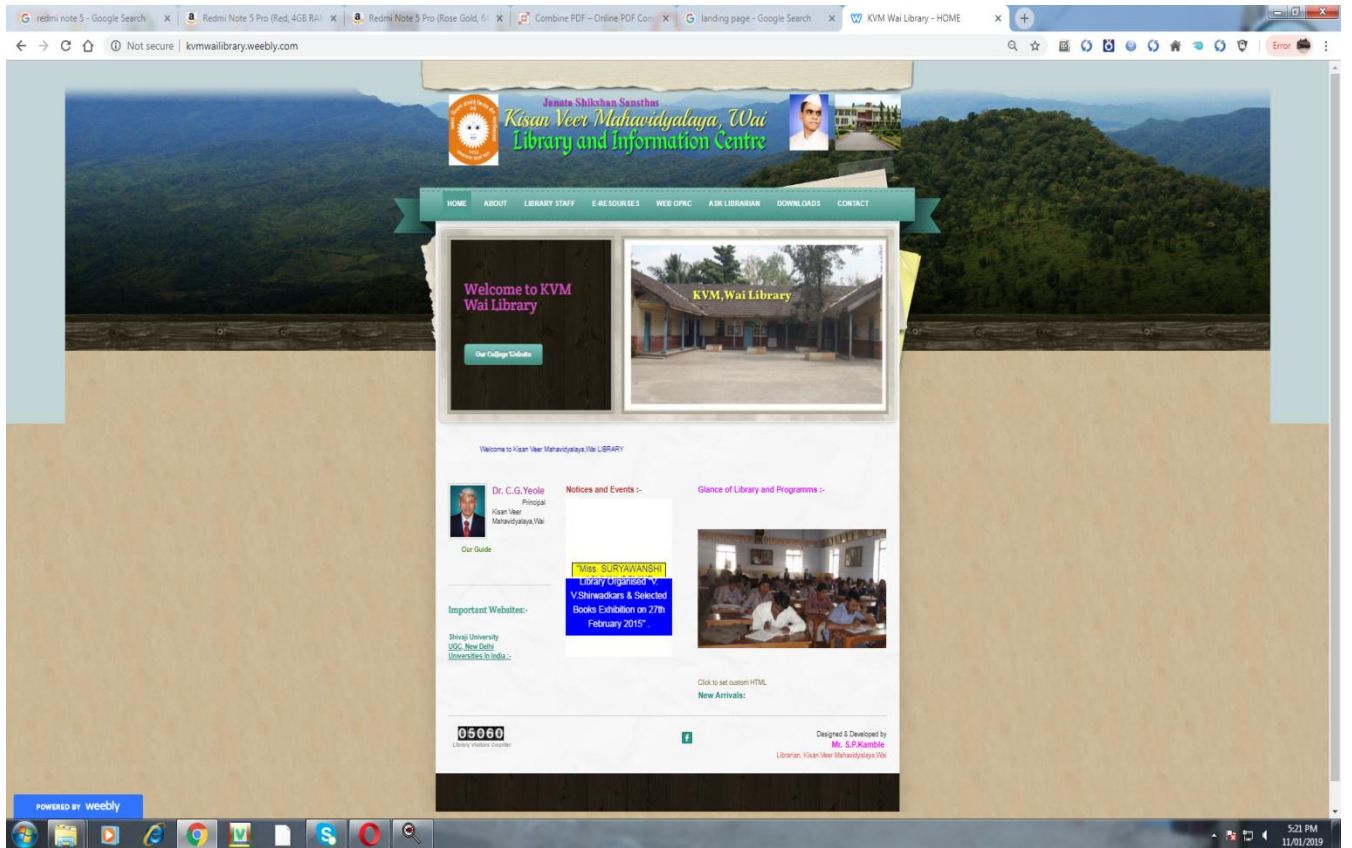 redmi note 5 - Google Search
Redmi Note 5 Pro (Red, 4GB RAM
Redmi Note 5 Pro (Rose Gold, 64
Combine PDF – Online PDF Com
landing page - Google Search
KVM Wai Library - HOME
Not secure | kvmwailibrary.weebly.com
Error
Janata Shikshan Sansthas
Kisan Veer Mahavidyalaya, Wai
Library and Information Centre
HOME ABOUT LIBRARY STAFF E-RESOURSES WEB OPAC ASK LIBRARIAN DOWNLOADS CONTACT
Welcome to KVM
Wai Library
Our College Website
KVM,Wai Library
Welcome to Kisan Veer Mahavidyalaya,Wai LIBRARY
Dr. C.G.Yeole
Principal
Kisan Veer
Mahavidyalaya,Wai
Our Guide
Important Websites:-
Shivaji University
UGC, New Delhi
Universities In India :-
Notices and Events :-
"Miss. SURYAWANSHI
Library Organised "V.
V.Shirwadkars & Selected
Books Exhibition on 27th
February 2015" .
Glance of Library and Programms :-
Click to set custom HTML
New Arrivals:
05060
Library Visitors Counter
f
Designed & Developed by
Mr. S.P.Kamble
Librarian, Kisan Veer Mahavidyalaya,Wai
POWERED BY weebly
5:21 PM
11/01/2019